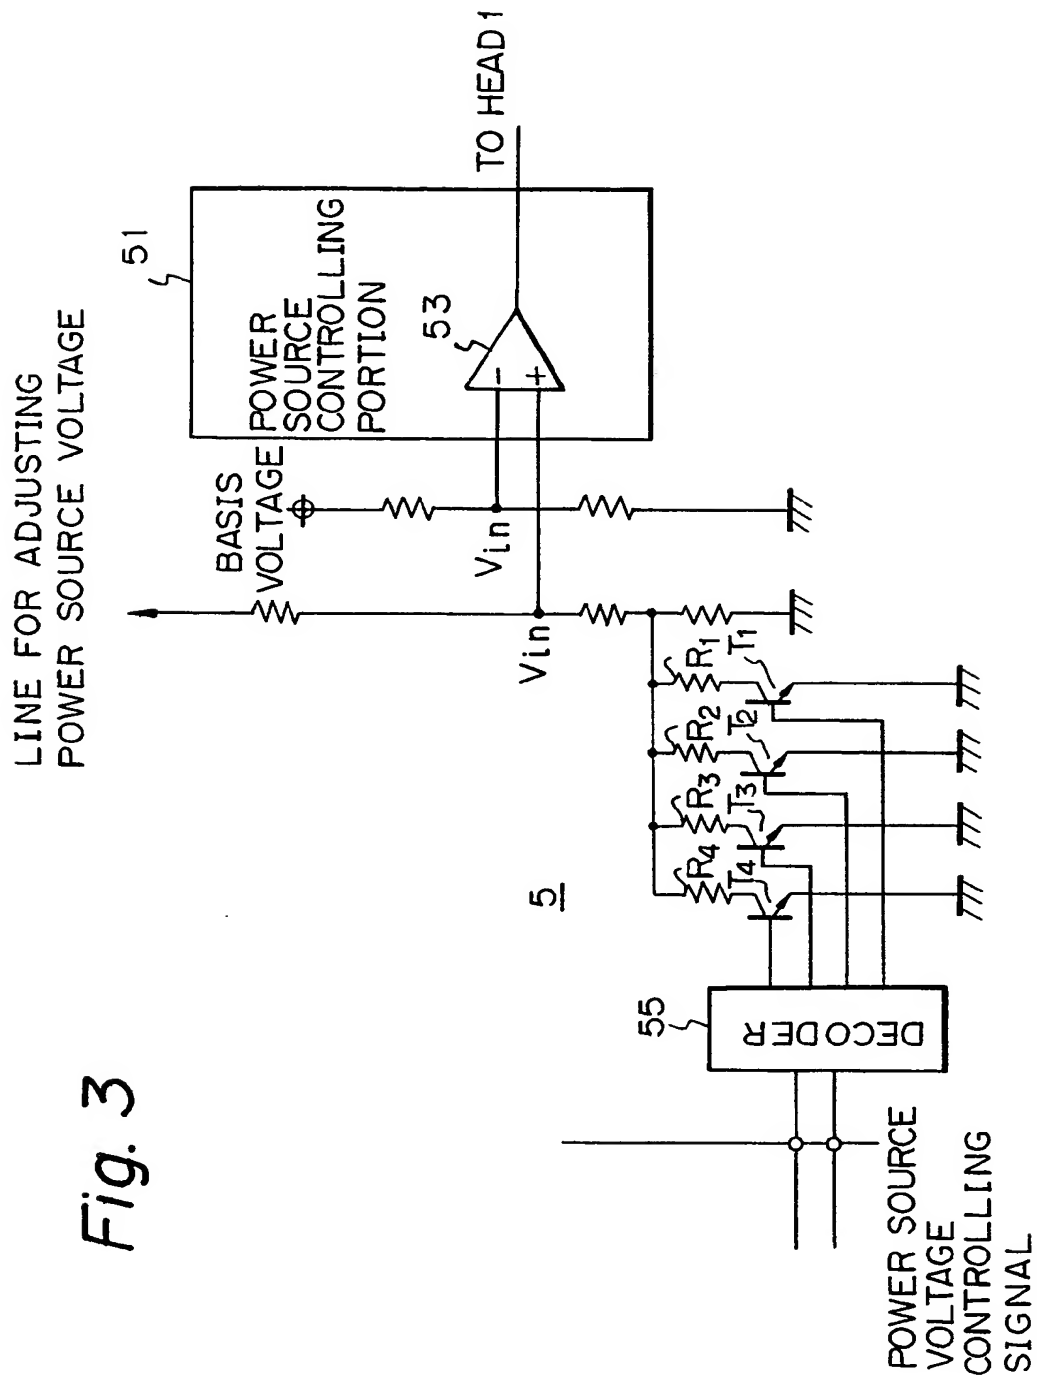 Fig. 3
LINE FOR ADJUSTING
POWER SOURCE VOLTAGE
51
BASIS
VOLTAGE
POWER
SOURCE
CONTROLLING
PORTION
53
−
+
TO HEAD 1
Vin
Vin
R1
R2
R3
R4
T1
T2
T3
T4
5
55
DECODER
POWER SOURCE
VOLTAGE
CONTROLLING
SIGNAL